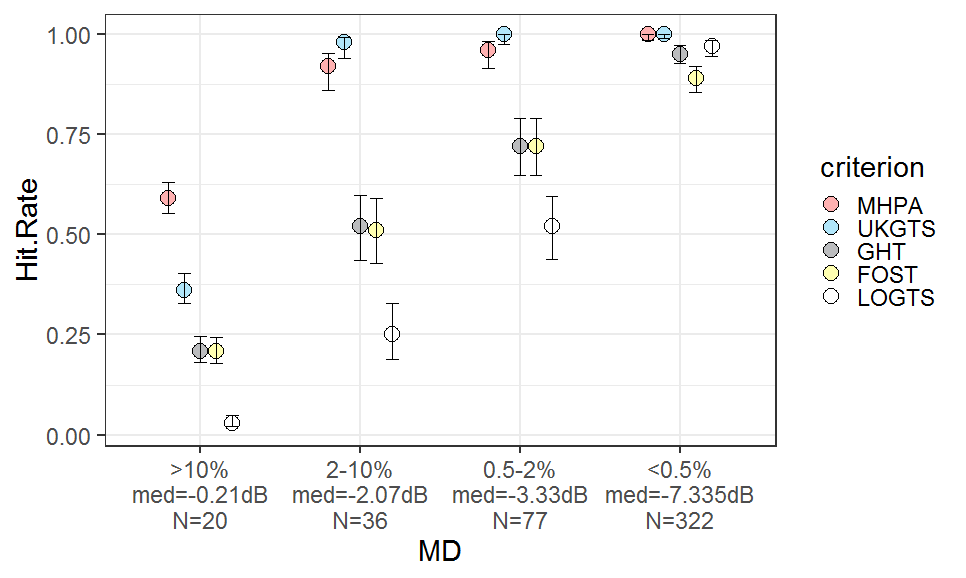 1.00
0.75
0.50
0.25
0.00
Hit.Rate
>10%
med=-0.21dB
N=20
2-10%
med=-2.07dB
N=36
0.5-2%
med=-3.33dB
N=77
<0.5%
med=-7.335dB
N=322
MD
criterion
MHPA
UKGTS
GHT
FOST
LOGTS